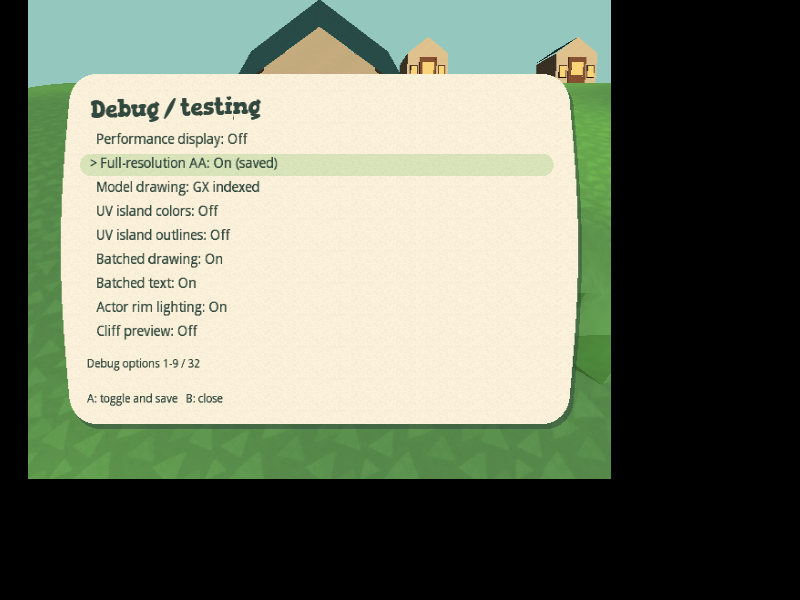 Debug / testing
Performance display: Off
> Full-resolution AA: On (saved)
Model drawing: GX indexed
UV island colors: Off
UV island outlines: Off
Batched drawing: On
Batched text: On
Actor rim lighting: On
Cliff preview: Off
Debug options 1-9 / 32
A: toggle and save B: close